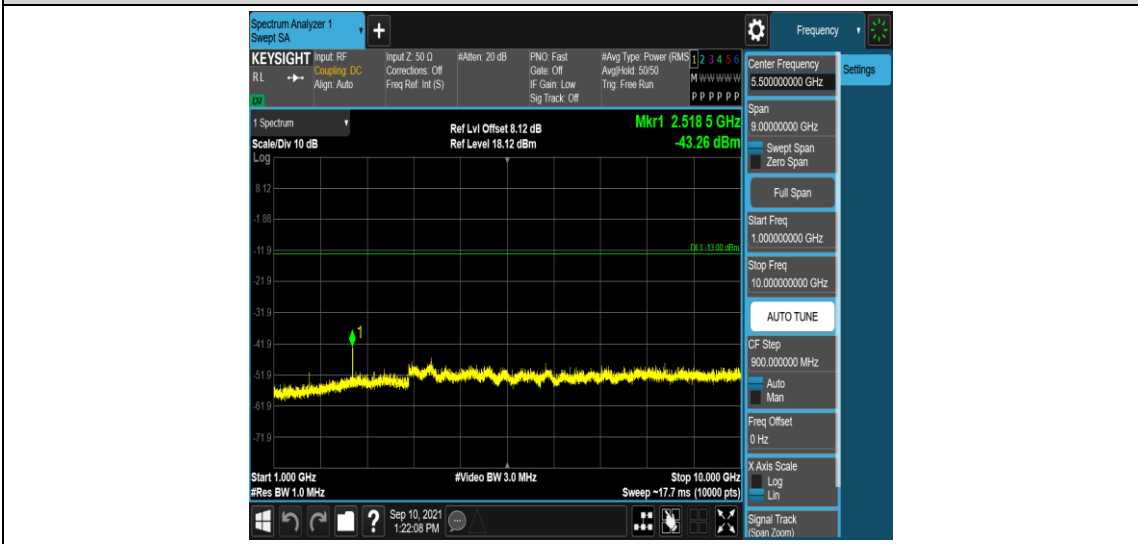 Spectrum Analyzer 1
Swept SA
+
Frequency
KEYSIGHT
RL
LXI
Input: RF
Coupling: DC
Align: Auto
Input Z: 50 Ω
Corrections: Off
Freq Ref: Int (S)
#Atten: 20 dB
PNO: Fast
Gate: Off
IF Gain: Low
Sig Track: Off
#Avg Type: Power (RMS
Avg|Hold: 50/50
Trig: Free Run
1 2 3 4 5 6
M W W W W W
P P P P P P
1 Spectrum
Scale/Div 10 dB
Log
Ref Lvl Offset 8.12 dB
Ref Level 18.12 dBm
Mkr1 2.518 5 GHz
-43.26 dBm
8.12
-1.88
-11.9
DL1 -13.00 dBm
-21.9
-31.9
1
-41.9
-51.9
-61.9
-71.9
Start 1.000 GHz
#Res BW 1.0 MHz
#Video BW 3.0 MHz
Stop 10.000 GHz
Sweep ~17.7 ms (10000 pts)
?
Sep 10, 2021
1:22:08 PM
Center Frequency
5.50000000 GHz
Settings
Span
9.00000000 GHz
Swept Span
Zero Span
Full Span
Start Freq
1.000000000 GHz
Stop Freq
10.000000000 GHz
AUTO TUNE
CF Step
900.000000 MHz
Auto
Man
Freq Offset
0 Hz
X Axis Scale
Log
Lin
Signal Track
(Span Zoom)